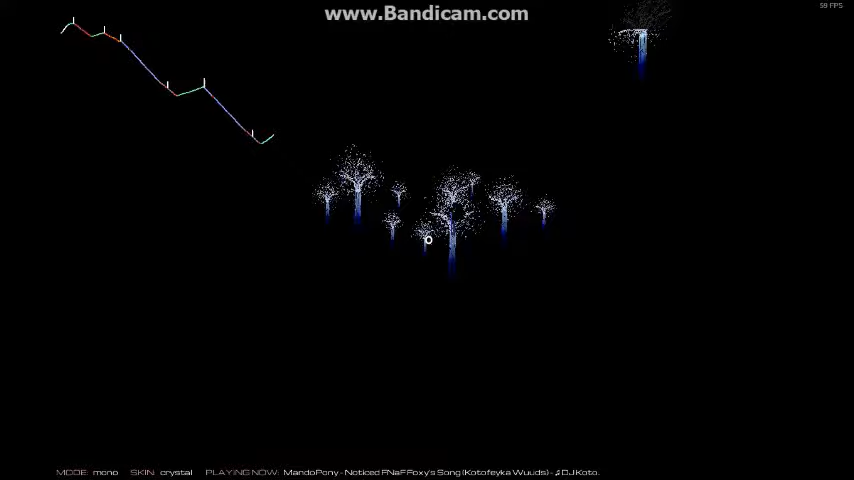 www.Bandicam.com
59 FPS
MODE: mono SKIN: crystal PLAYING NOW: MandoPony - Noticed FNaF Foxy's Song (Kotofeyka Wuuds) - ♫ DJ Koto.